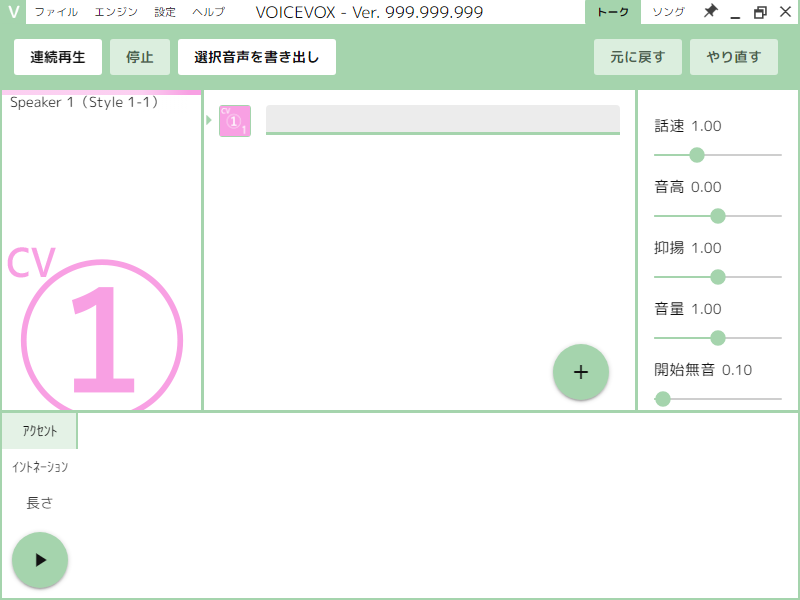 V ファイル エンジン 設定 ヘルプ VOICEVOX - Ver. 999.999.999 トーク ソング
連続再生 停止 選択音声を書き出し 元に戻す やり直す
Speaker 1（Style 1-1）
CV
①
CV
①
1
話速 1.00
音高 0.00
抑揚 1.00
音量 1.00
開始無音 0.10
アクセント
イントネーション
長さ